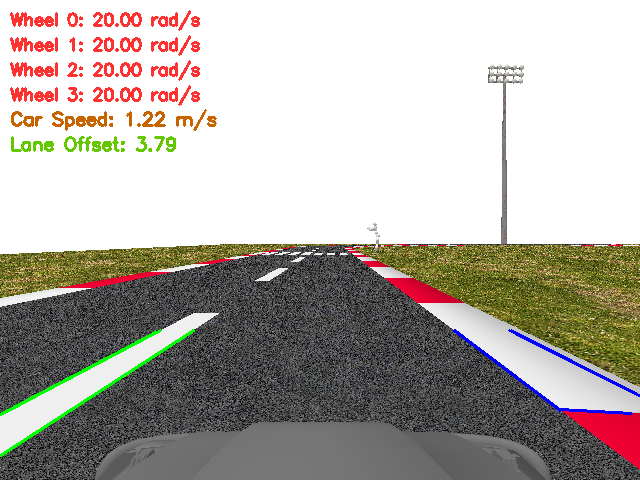 Wheel 0: 20.00 rad/s
Wheel 1: 20.00 rad/s
Wheel 2: 20.00 rad/s
Wheel 3: 20.00 rad/s
Car Speed: 1.22 m/s
Lane Offset: 3.79